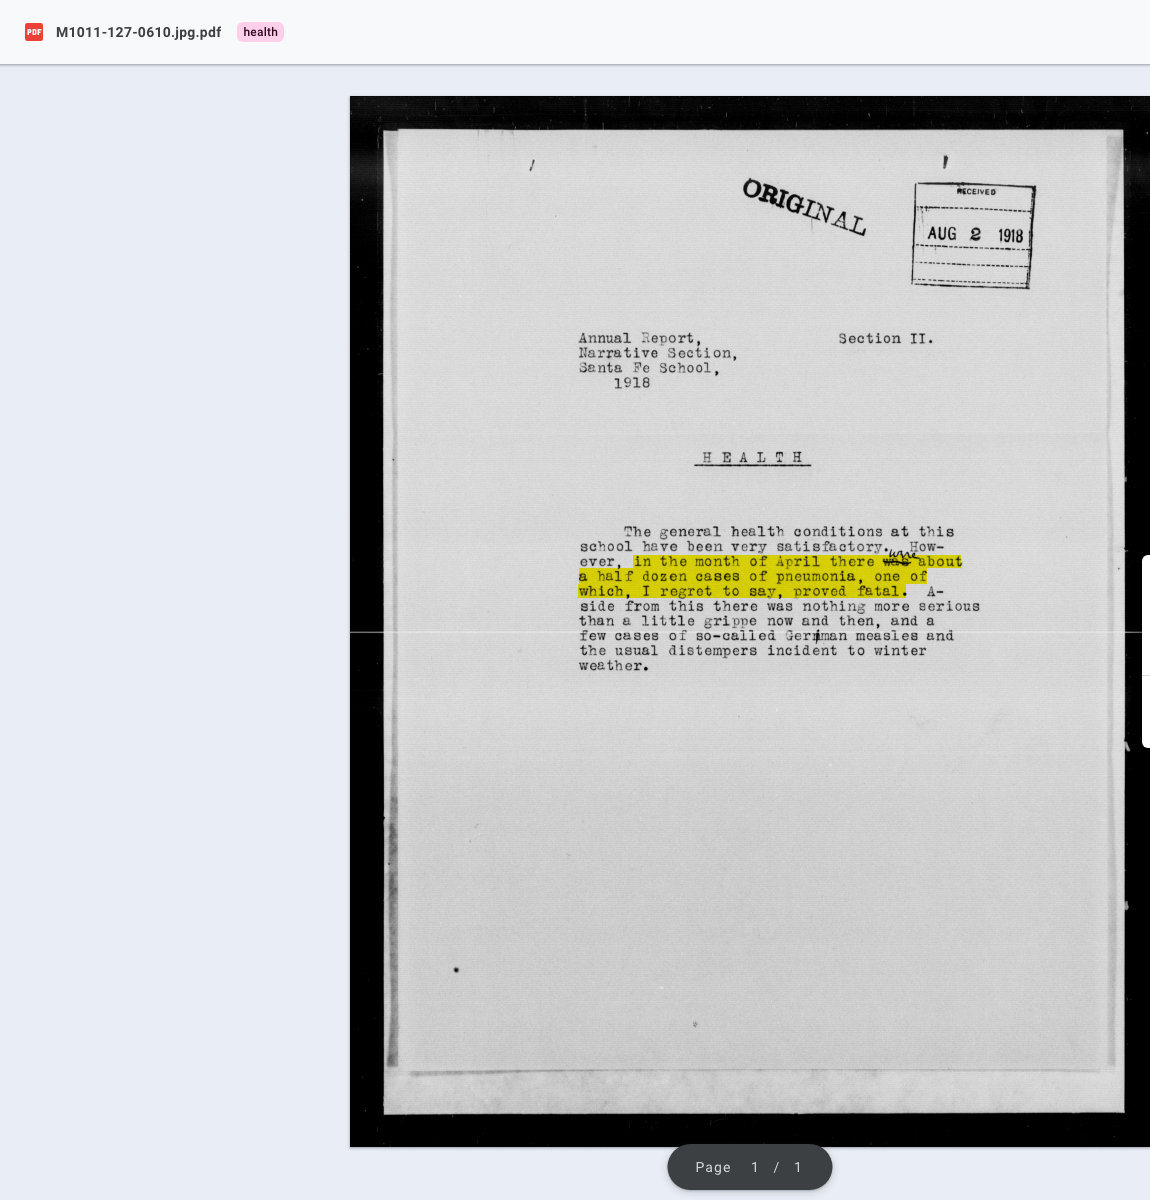 PDF M1011-127-0610.jpg.pdf health
ORIGINAL
RECEIVED
AUG 2 1918
Annual Report, Section II.
Narrative Section,
Santa Fe School,
1918
HEALTH
The general health conditions at this
school have been very satisfactory. How-
ever, in the month of April there was were about
a half dozen cases of pneumonia, one of
which, I regret to say, proved fatal. A-
side from this there was nothing more serious
than a little grippe now and then, and a
few cases of so-called German measles and
the usual distempers incident to winter
weather.
Page 1 / 1